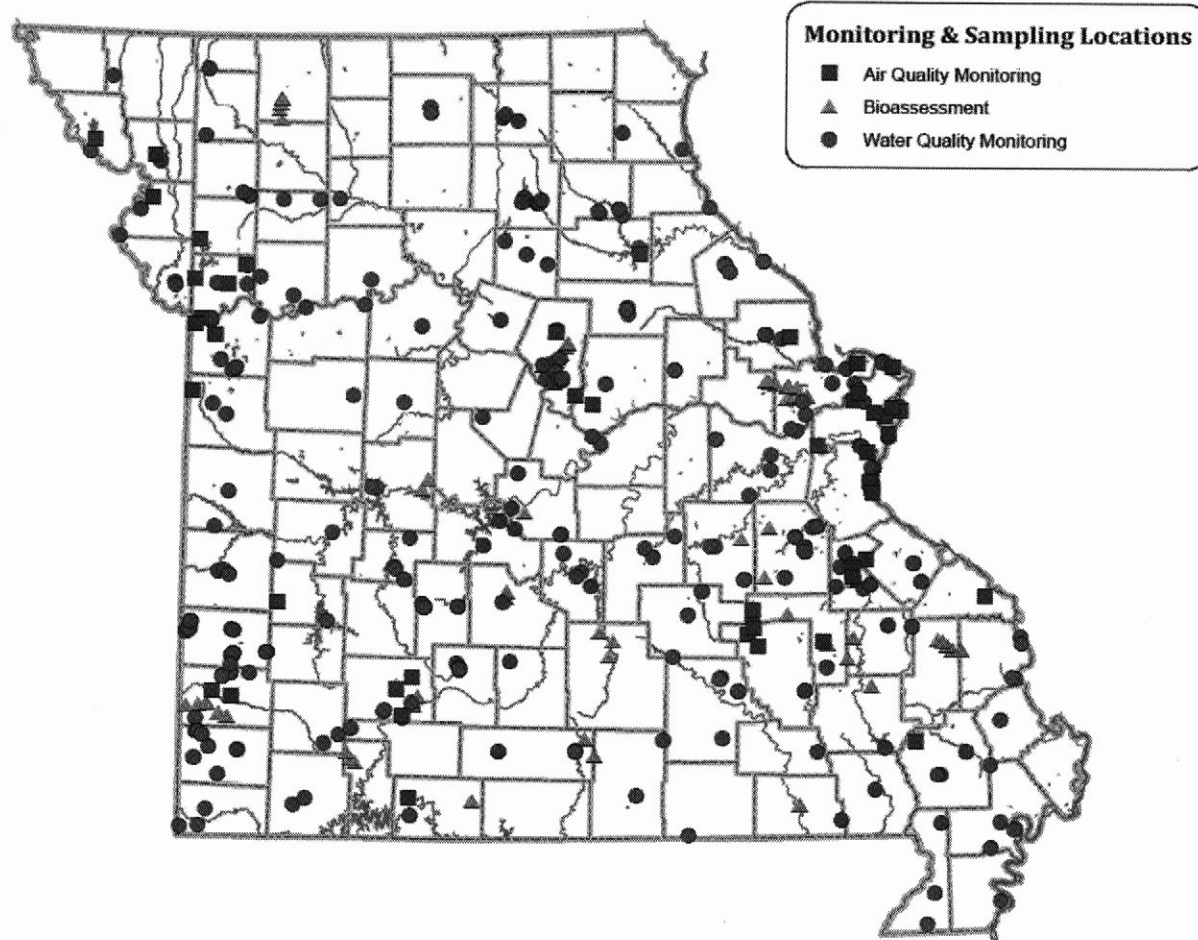 Monitoring & Sampling Locations
Air Quality Monitoring
Bioassessment
Water Quality Monitoring